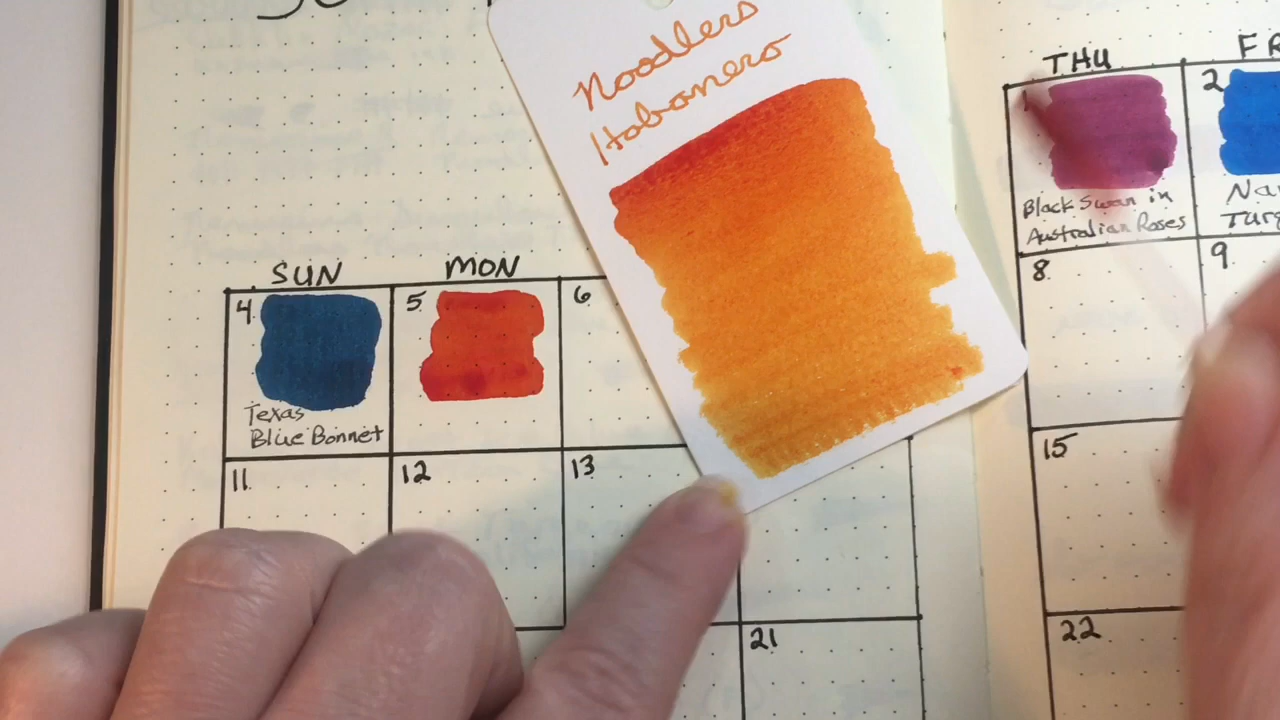 Noodlers
Habanero
SUN
MON
THU
4
5
6
1
2
Texas
Blue Bonnet
Black Swan in
Australian Roses
11
12
13
8
9
15
21
22